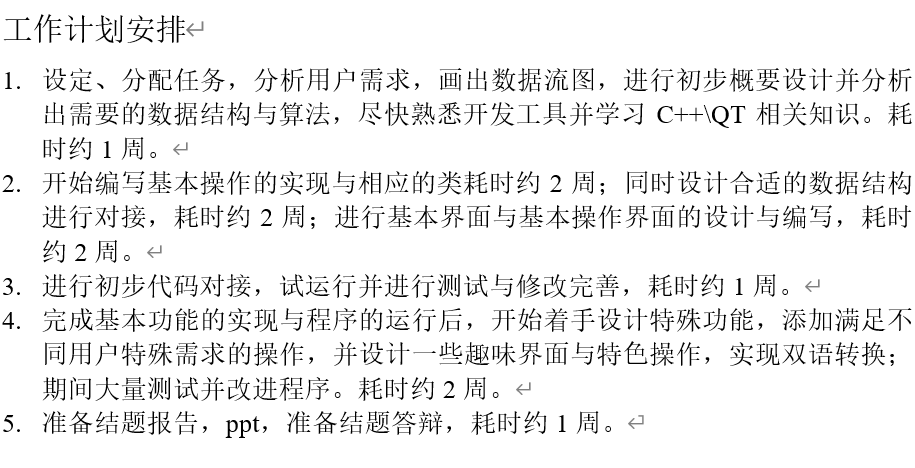 工作计划安排
1. 设定、分配任务，分析用户需求，画出数据流图，进行初步概要设计并分析
出需要的数据结构与算法，尽快熟悉开发工具并学习 C++\QT 相关知识。耗
时约 1 周。
2. 开始编写基本操作的实现与相应的类耗时约 2 周；同时设计合适的数据结构
进行对接，耗时约 2 周；进行基本界面与基本操作界面的设计与编写，耗时
约 2 周。
3. 进行初步代码对接，试运行并进行测试与修改完善，耗时约 1 周。
4. 完成基本功能的实现与程序的运行后，开始着手设计特殊功能，添加满足不
同用户特殊需求的操作，并设计一些趣味界面与特色操作，实现双语转换；
期间大量测试并改进程序。耗时约 2 周。
5. 准备结题报告，ppt，准备结题答辩，耗时约 1 周。